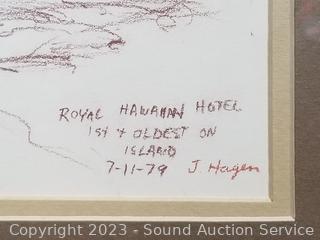 ROYAL HAWAIIAN HOTEL
1st & OLDEST ON
ISLAND
7-11-79 J. Hagen
Copyright 2023 - Sound Auction Service